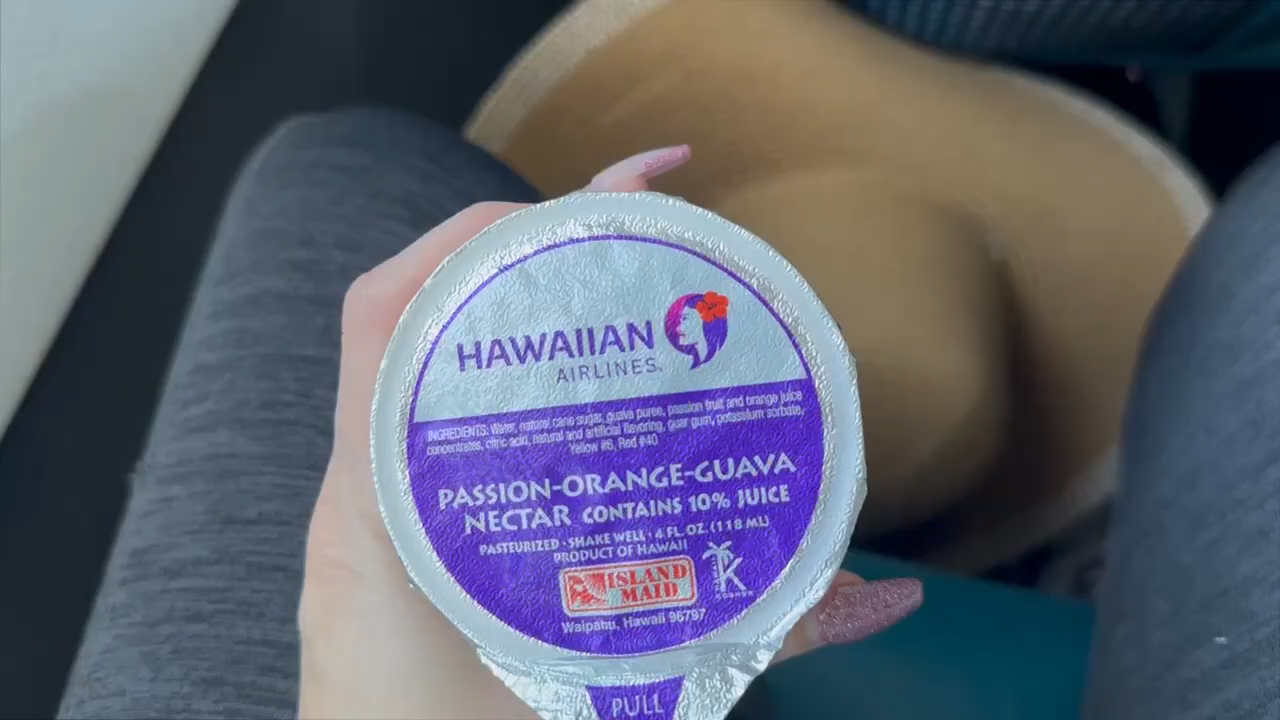 HAWAIIAN
AIRLINES®
INGREDIENTS: Water, natural cane sugar, guava puree, passion fruit and orange juice
concentrates, citric acid, natural and artificial flavoring, guar gum, potassium sorbate,
Yellow #6, Red #40
PASSION-ORANGE-GUAVA
NECTAR CONTAINS 10% JUICE
PASTEURIZED · SHAKE WELL · 4 FL. OZ. (118 ML)
PRODUCT OF HAWAII
ISLAND
MAID
K
KOSHER
Waipahu, Hawaii 96797
PULL